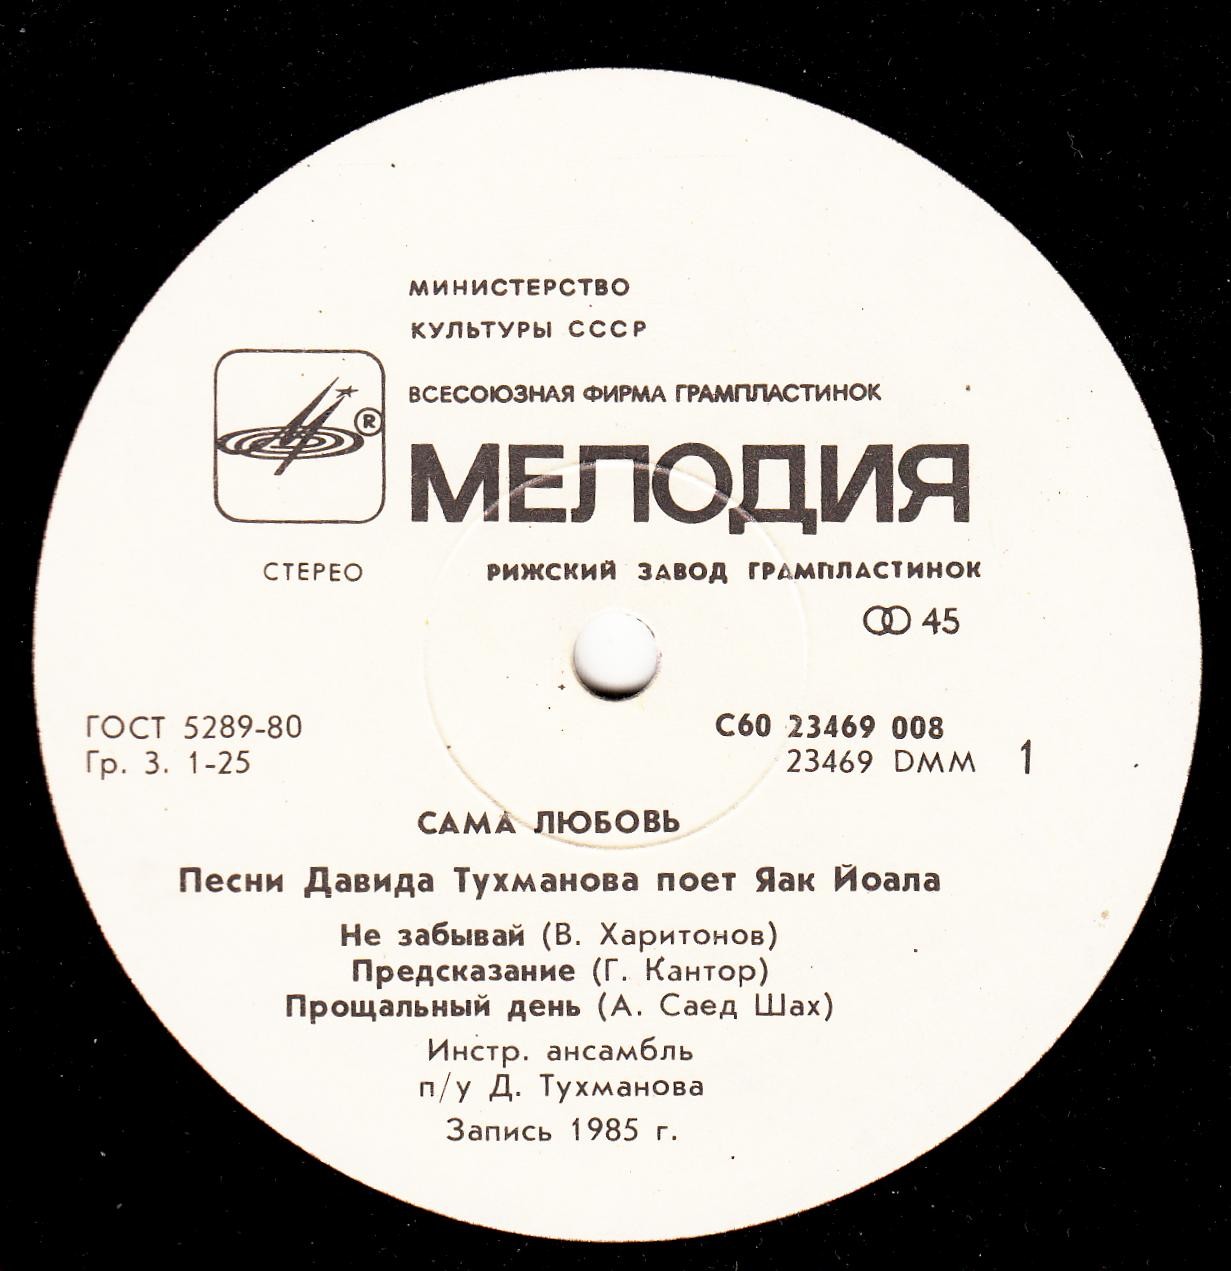 МИНИСТЕРСТВО
КУЛЬТУРЫ СССР
ВСЕСОЮЗНАЯ ФИРМА ГРАМПЛАСТИНОК
®
МЕЛОДИЯ
СТЕРЕО РИЖСКИЙ ЗАВОД ГРАМПЛАСТИНОК
45
ГОСТ 5289-80 С60 23469 008
Гр. 3. 1-25 23469 DMM 1
САМА ЛЮБОВЬ
Песни Давида Тухманова поет Яак Йоала
Не забывай (В. Харитонов)
Предсказание (Г. Кантор)
Прощальный день (А. Саед Шах)
Инстр. ансамбль
п/у Д. Тухманова
Запись 1985 г.